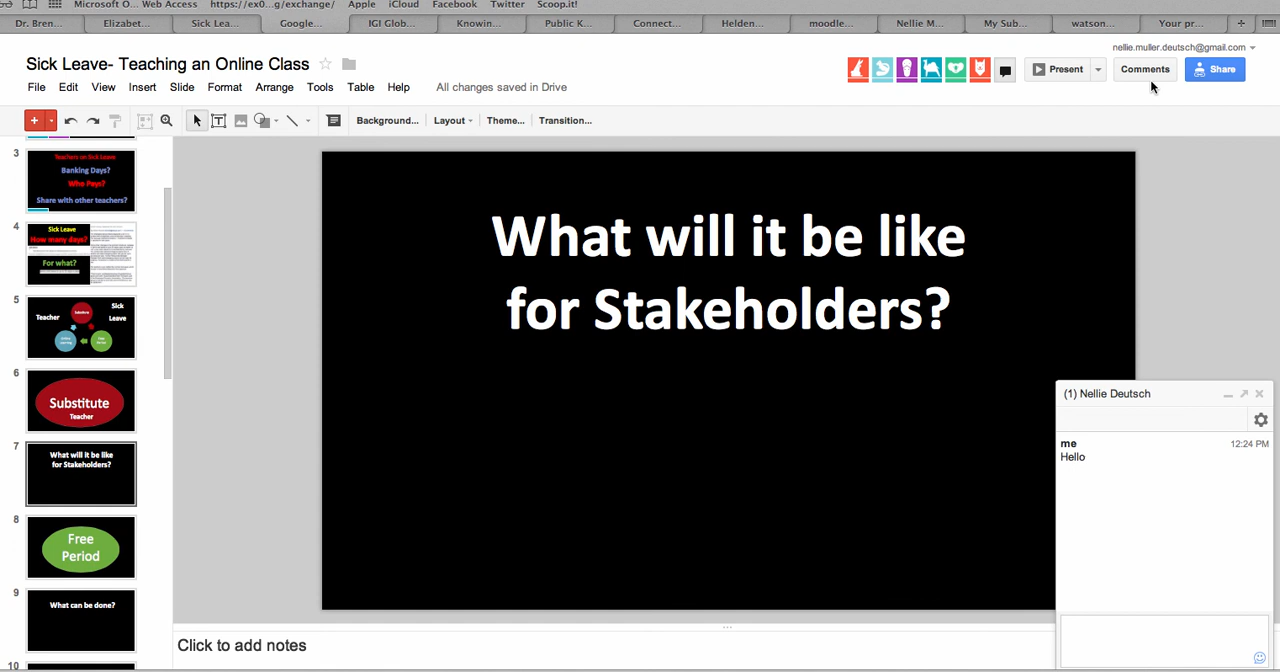 Microsoft O... Web Access https://ex0...g/exchange/ Apple iCloud Facebook Twitter Scoop.it!
Dr. Bren... Elizabet... Sick Lea... Google... IGI Glob... Knowin... Public K... Connect... Helden... moodle... Nellie M... My Sub... watson... Your pr...
nellie.muller.deutsch@gmail.com
Sick Leave- Teaching an Online Class
Present Comments Share
File Edit View Insert Slide Format Arrange Tools Table Help All changes saved in Drive
Background... Layout Theme... Transition...
3
Teachers on Sick Leave
Banking Days?
Who Pays?
Share with other teachers?
4
Sick Leave
How many days?
For what?
5
Sick
Leave
Teacher
Substitute
6
Substitute
Teacher
7
What will it be like
for Stakeholders?
8
Free
Period
9
What can be done?
10
What will it be like
for Stakeholders?
(1) Nellie Deutsch
me 12:24 PM
Hello
Click to add notes